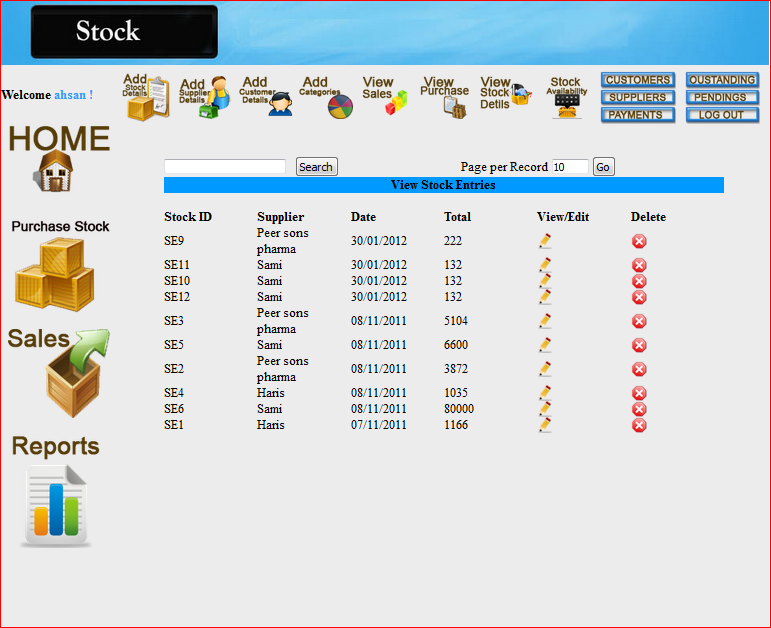 Stock
Welcome ahsan !
Add Stock Details
Add Supplier Details
Add Customer Details
Add Categories
View Sales
View Purchase
View Stock Detils
Stock Availability
CUSTOMERS
OUSTANDING
SUPPLIERS
PENDINGS
PAYMENTS
LOG OUT
HOME
Purchase Stock
Sales
Reports
Search Page per Record 10 Go
View Stock Entries
Stock ID Supplier Date Total View/Edit Delete
SE9 Peer sons pharma 30/01/2012 222
SE11 Sami 30/01/2012 132
SE10 Sami 30/01/2012 132
SE12 Sami 30/01/2012 132
SE3 Peer sons pharma 08/11/2011 5104
SE5 Sami 08/11/2011 6600
SE2 Peer sons pharma 08/11/2011 3872
SE4 Haris 08/11/2011 1035
SE6 Sami 08/11/2011 80000
SE1 Haris 07/11/2011 1166